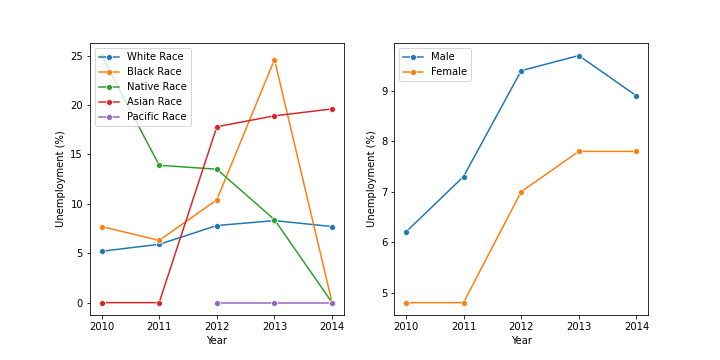 White Race
Black Race
Native Race
Asian Race
Pacific Race
25
20
15
10
5
0
Unemployment (%)
2010 2011 2012 2013 2014
Year
Male
Female
9
8
7
6
5
Unemployment (%)
2010 2011 2012 2013 2014
Year